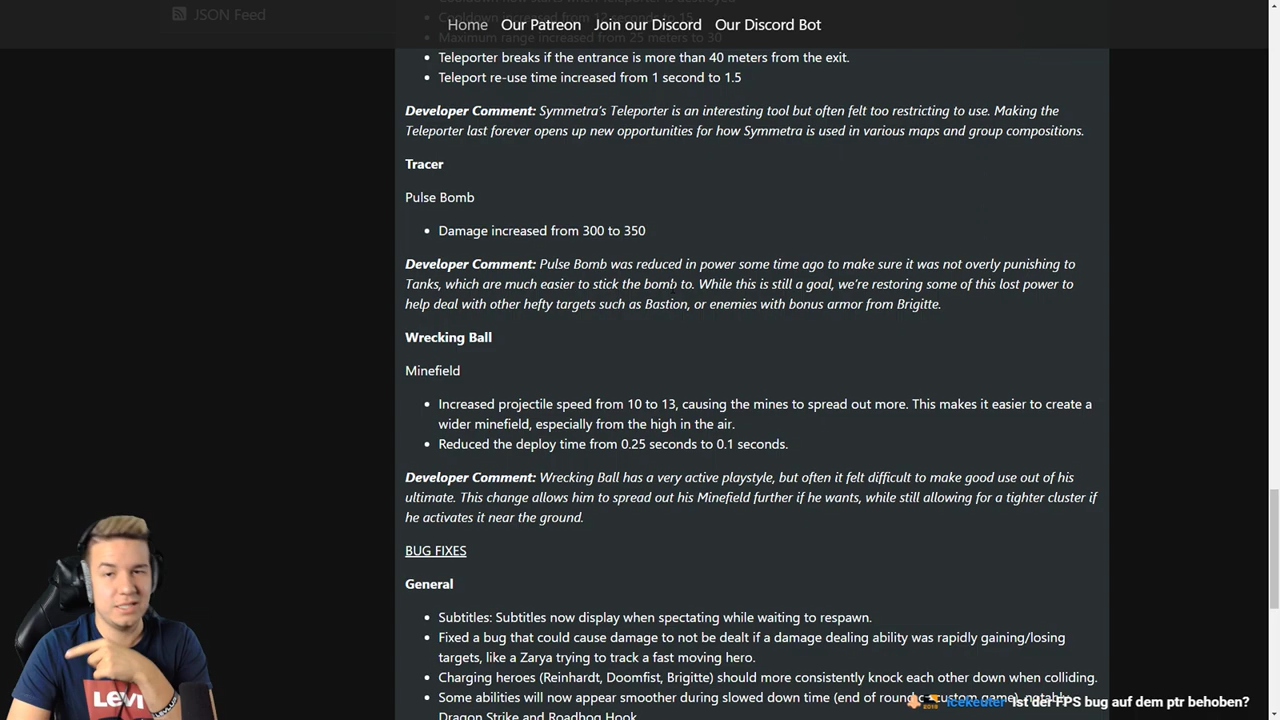 JSON Feed
Home Our Patreon Join our Discord Our Discord Bot
Maximum range increased from 25 meters to 30
Teleporter breaks if the entrance is more than 40 meters from the exit.
Teleport re-use time increased from 1 second to 1.5
Developer Comment: Symmetra's Teleporter is an interesting tool but often felt too restricting to use. Making the
Teleporter last forever opens up new opportunities for how Symmetra is used in various maps and group compositions.
Tracer
Pulse Bomb
Damage increased from 300 to 350
Developer Comment: Pulse Bomb was reduced in power some time ago to make sure it was not overly punishing to
Tanks, which are much easier to stick the bomb to. While this is still a goal, we're restoring some of this lost power to
help deal with other hefty targets such as Bastion, or enemies with bonus armor from Brigitte.
Wrecking Ball
Minefield
Increased projectile speed from 10 to 13, causing the mines to spread out more. This makes it easier to create a
wider minefield, especially from the high in the air.
Reduced the deploy time from 0.25 seconds to 0.1 seconds.
Developer Comment: Wrecking Ball has a very active playstyle, but often it felt difficult to make good use out of his
ultimate. This change allows him to spread out his Minefield further if he wants, while still allowing for a tighter cluster if
he activates it near the ground.
BUG FIXES
General
Subtitles: Subtitles now display when spectating while waiting to respawn.
Fixed a bug that could cause damage to not be dealt if a damage dealing ability was rapidly gaining/losing
targets, like a Zarya trying to track a fast moving hero.
Charging heroes (Reinhardt, Doomfist, Brigitte) should more consistently knock each other down when colliding.
Some abilities will now appear smoother during slowed down time (end of rounds, custom game), notably
Dragon Strike and Roadhog Hook
icekeuter ist der FPS bug auf dem ptr behoben?
LEVI